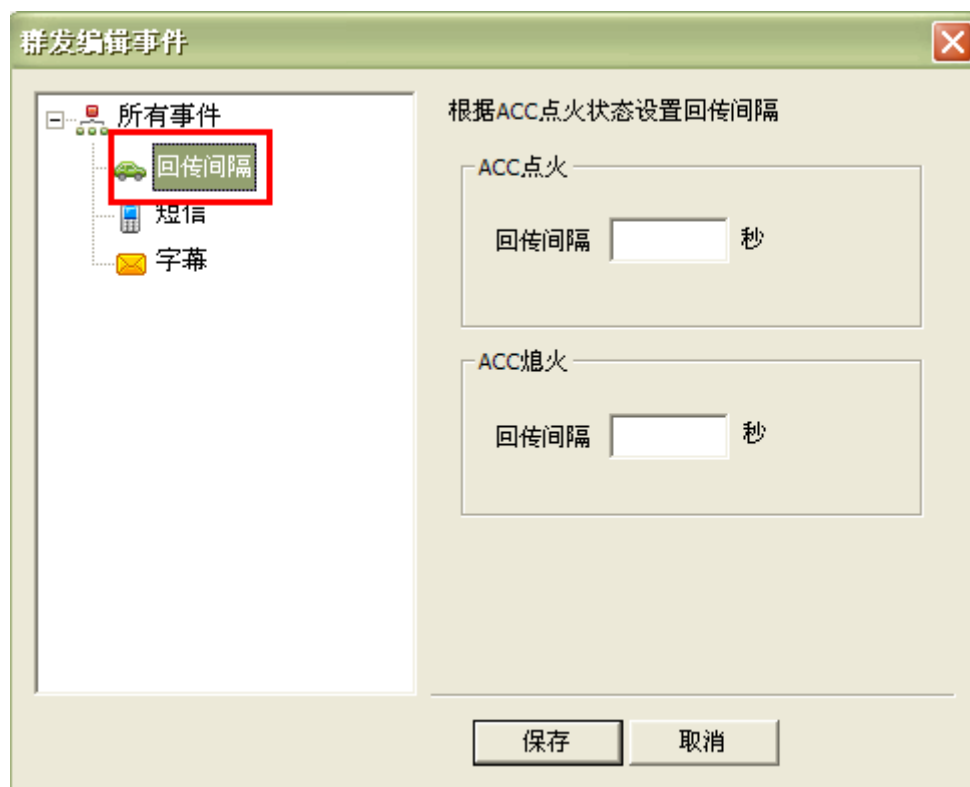 群发编辑事件
所有事件
回传间隔
短信
字幕
根据ACC点火状态设置回传间隔
ACC点火
回传间隔 秒
ACC熄火
回传间隔 秒
保存 取消